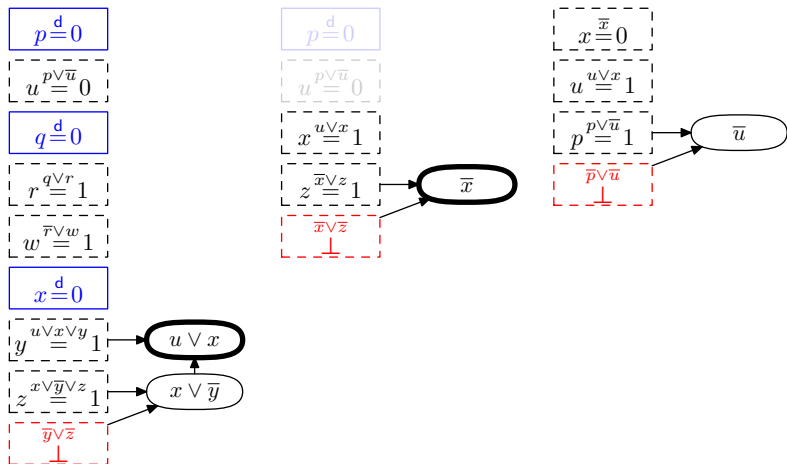 p =ᵈ 0
u =^{p∨u̅} 0
q =ᵈ 0
r =^{q∨r} 1
w =^{r̅∨w} 1
x =ᵈ 0
y =^{u∨x∨y} 1
u ∨ x
z =^{x∨y̅∨z} 1
x ∨ y̅
y̅∨z̅
⊥
p =ᵈ 0
u =^{p∨u̅} 0
x =^{u∨x} 1
z =^{x̅∨z} 1
x̅
x̅∨z̅
⊥
x =^{x̅} 0
u =^{u∨x} 1
p =^{p∨u̅} 1
u̅
p̅∨u̅
⊥